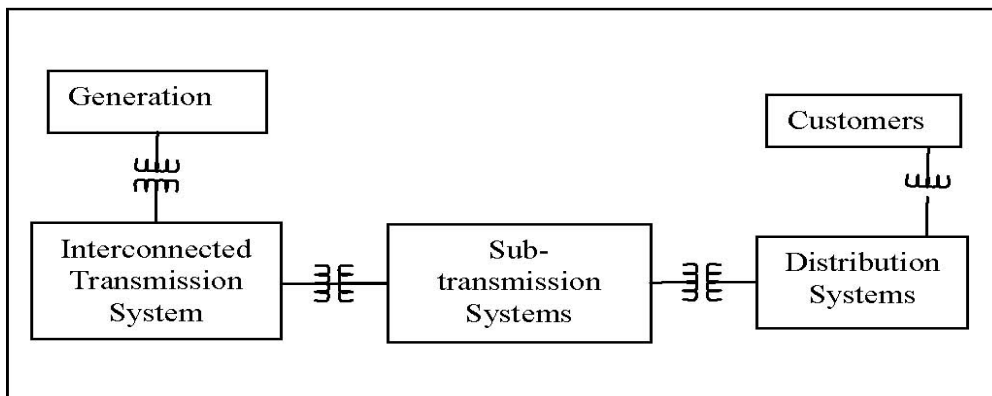 Generation
Customers
Interconnected
Transmission
System
Sub-
transmission
Systems
Distribution
Systems